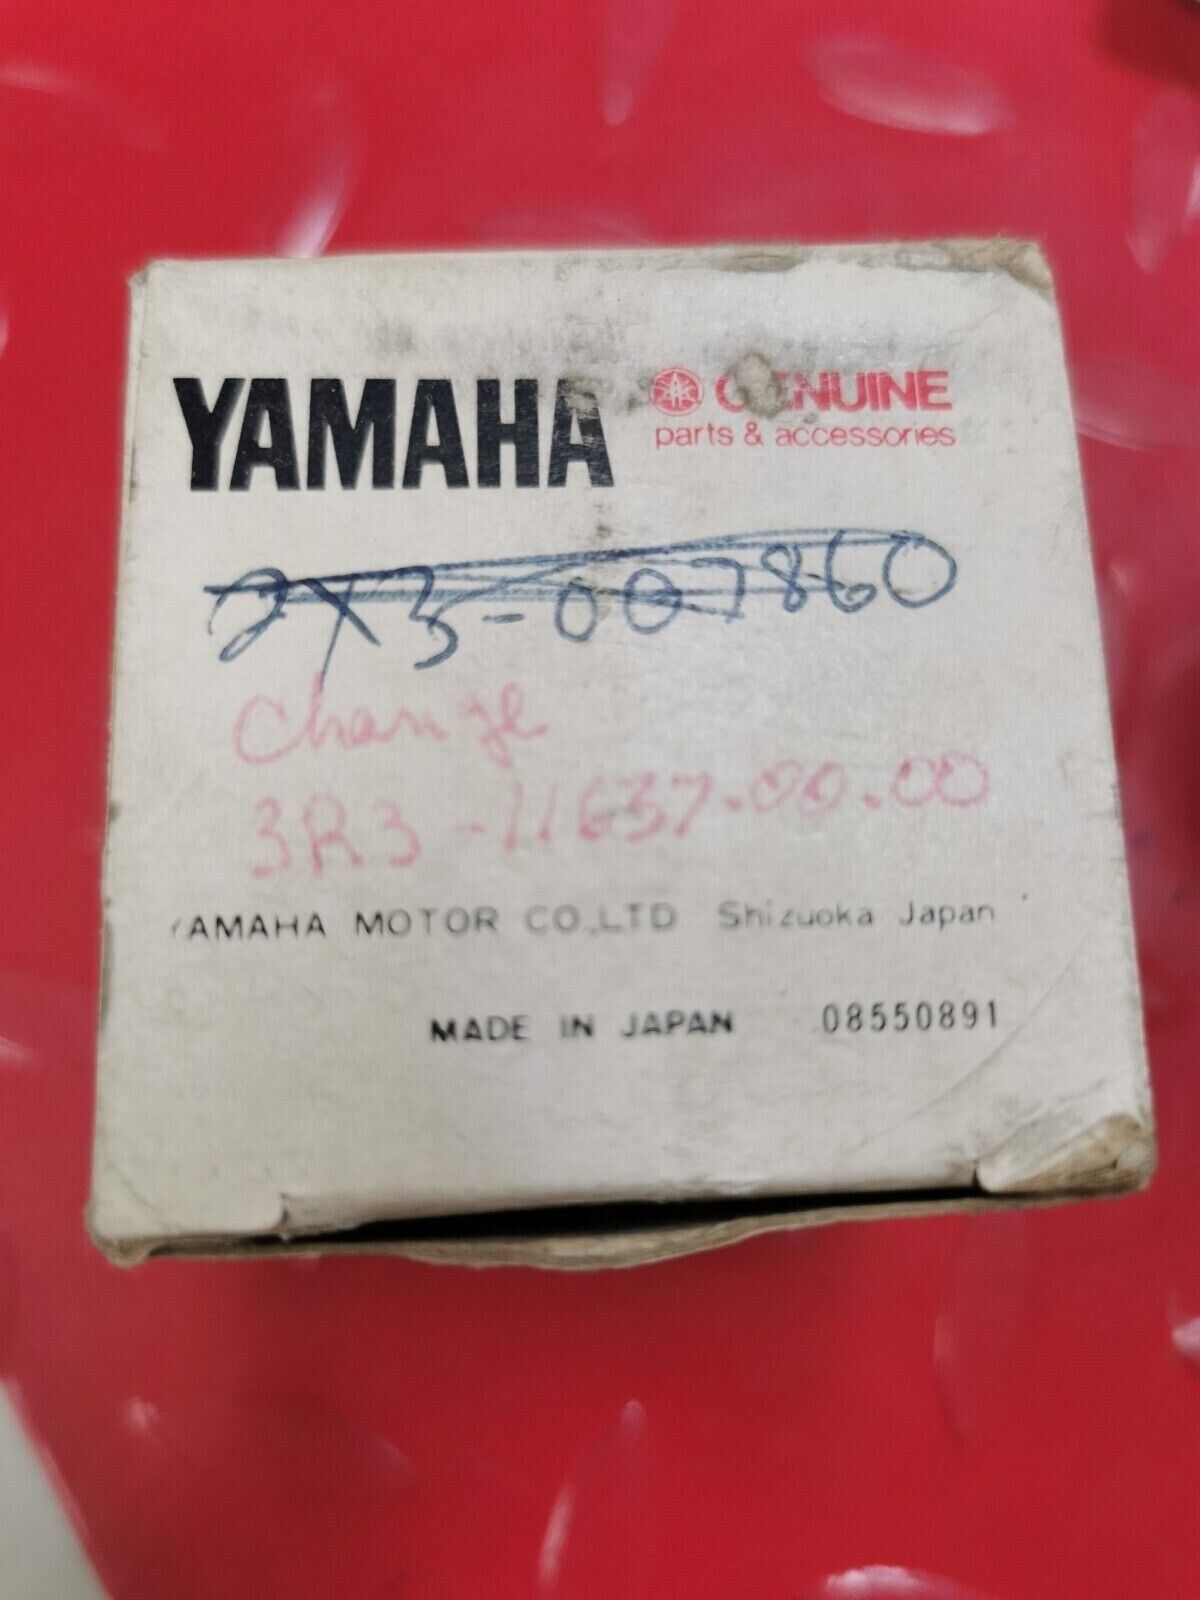 YAMAHA GENUINE
parts & accessories
2X3-007860
Change
3R3-11637-00.00
YAMAHA MOTOR CO.,LTD Shizuoka Japan
MADE IN JAPAN 08550891